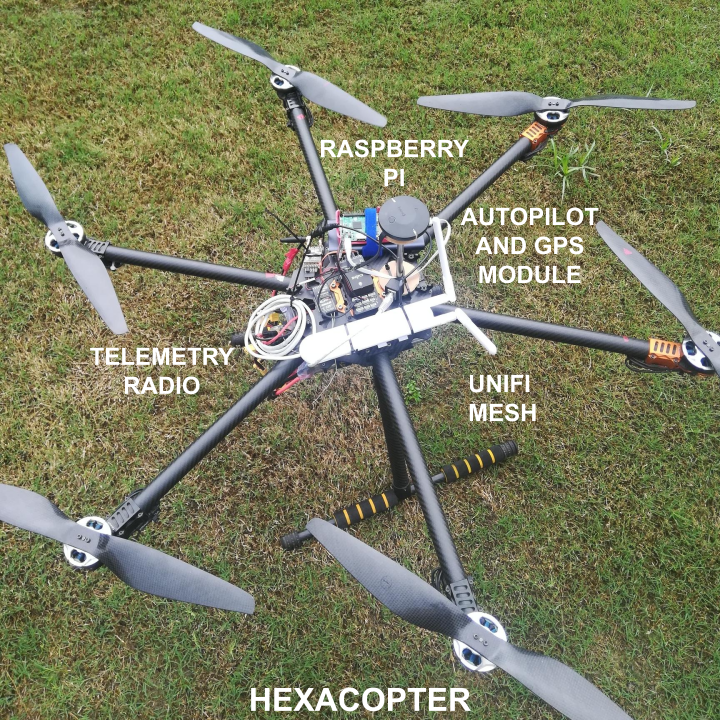 RASPBERRY
PI
AUTOPILOT
AND GPS
MODULE
TELEMETRY
RADIO
UNIFI
MESH
HEXACOPTER